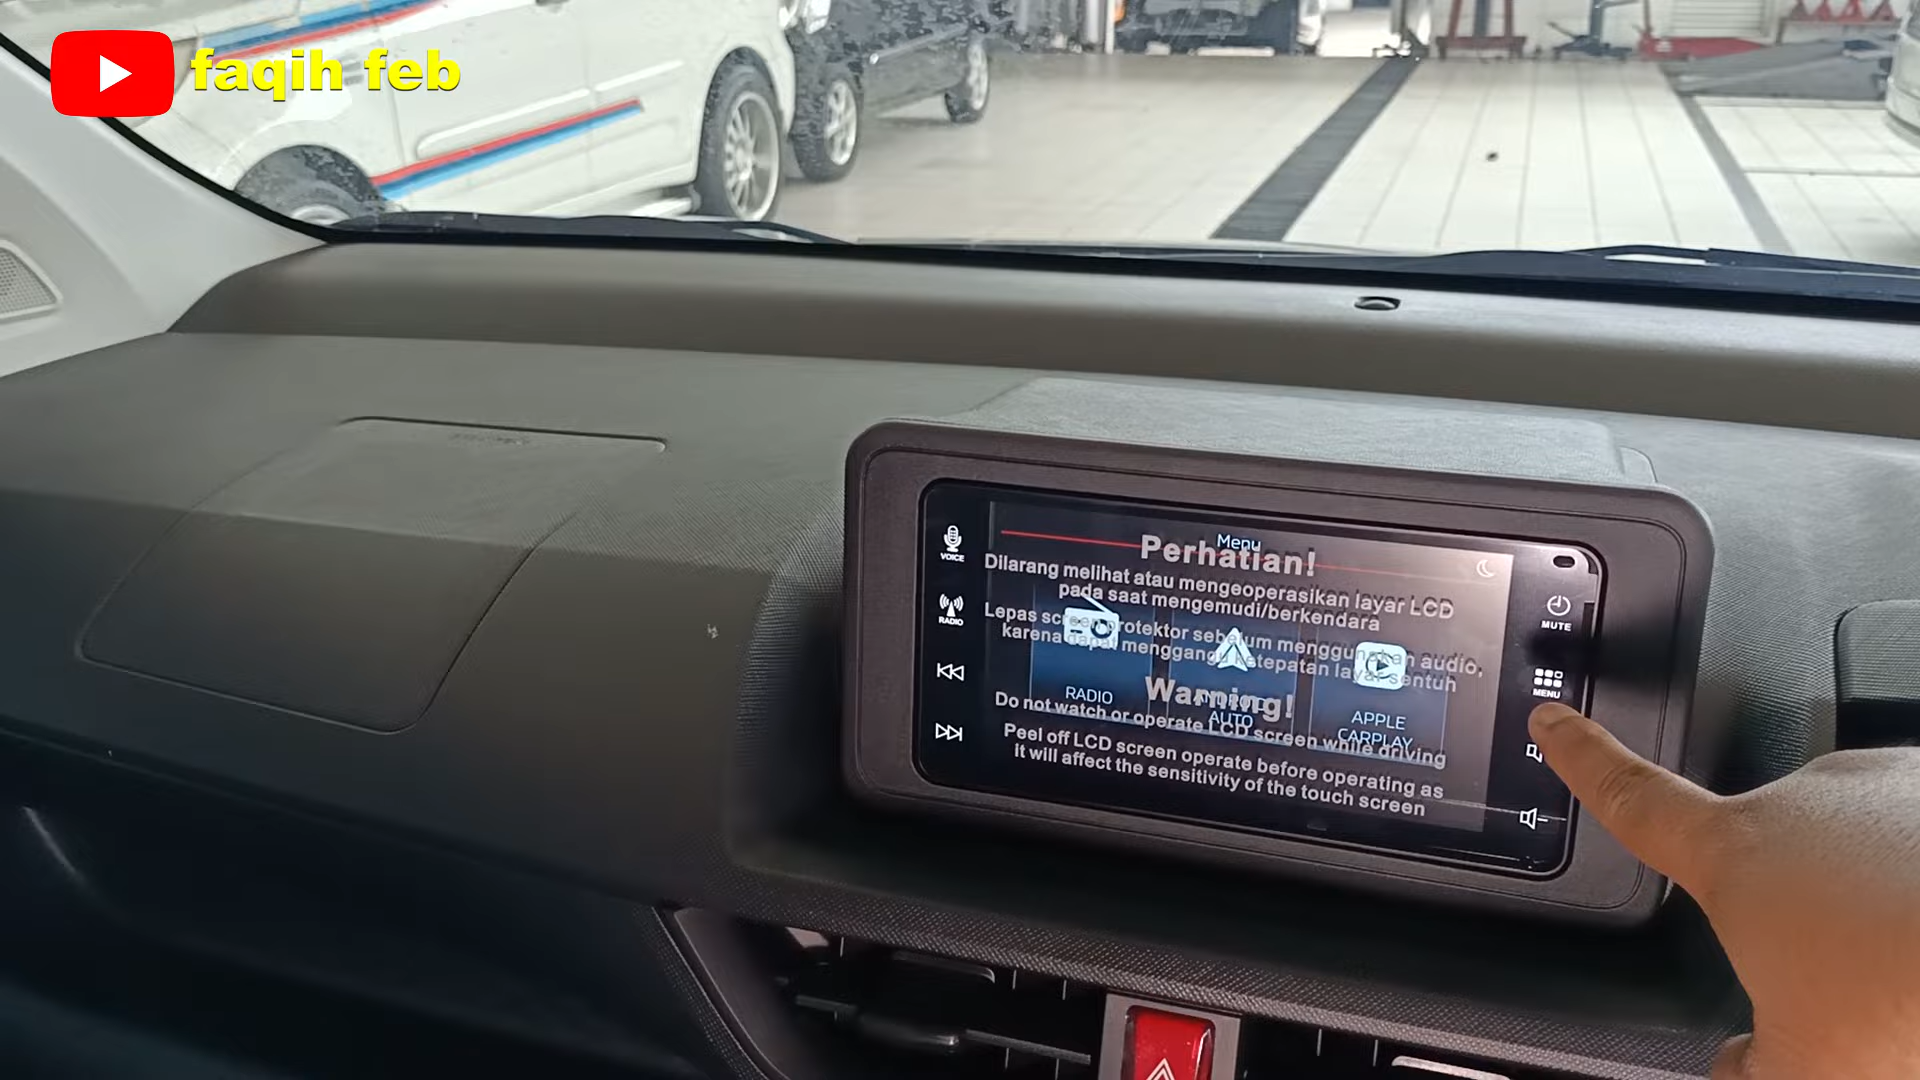 faqih feb
Menu
Perhatian!
Dilarang melihat atau mengeoperasikan layar LCD
pada saat mengemudi/berkendara
Lepas screen protektor sebelum menggunakan audio,
karena dapat mengganggu ketepatan layar sentuh
Warning!
Do not watch or operate LCD screen while driving
Peel off LCD screen operate before operating as
it will affect the sensitivity of the touch screen
RADIO
ANDROID
AUTO
APPLE
CARPLAY
VOICE
RADIO
MUTE
MENU